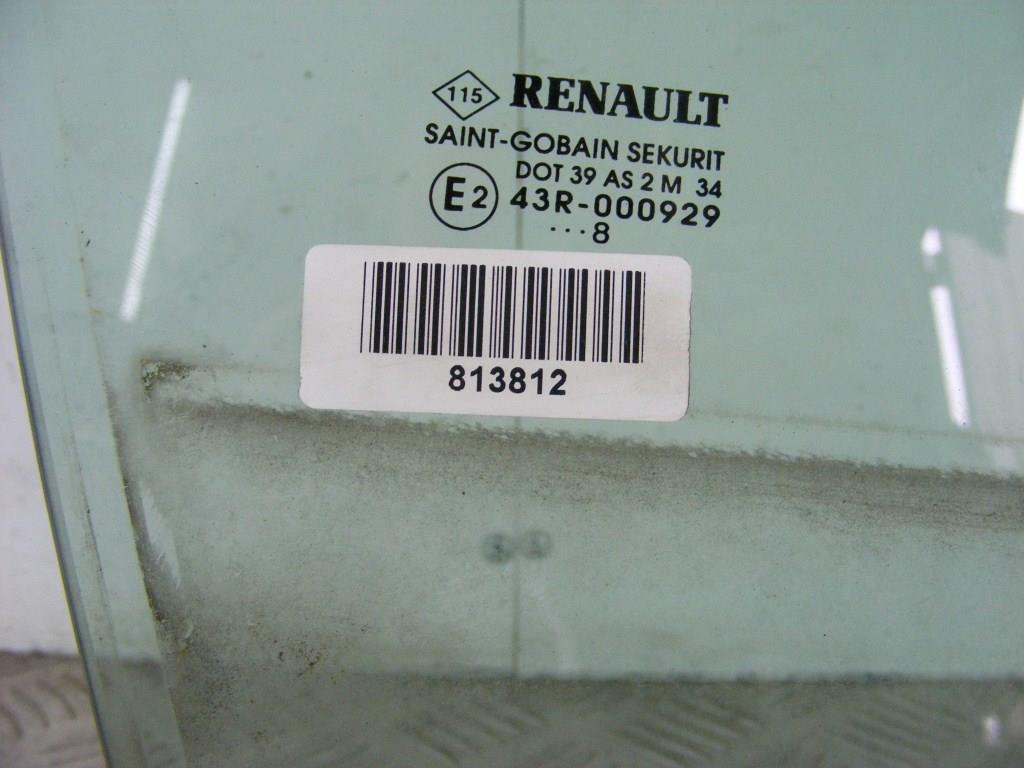 115 RENAULT
SAINT-GOBAIN SEKURIT
DOT 39 AS 2 M 34
E2 43R-000929
...8
813812